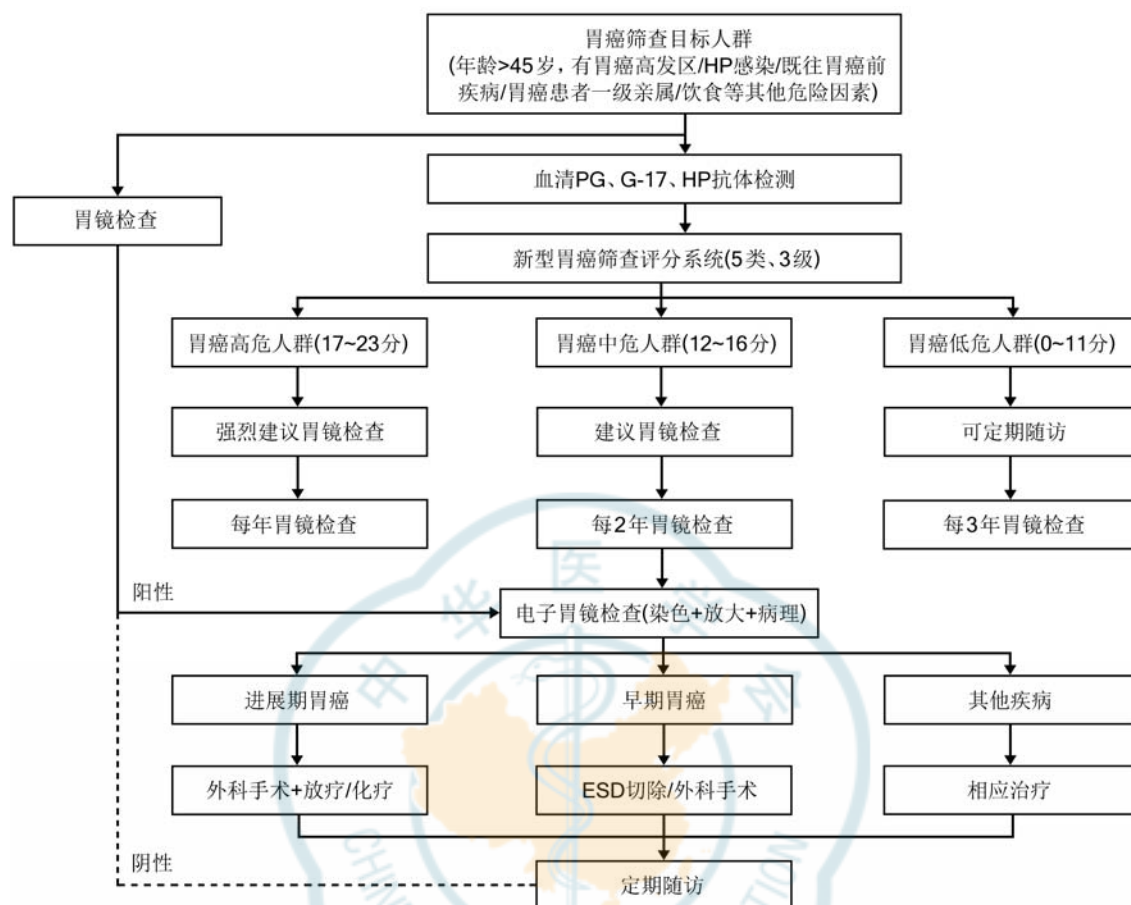 胃癌筛查目标人群
(年龄>45岁，有胃癌高发区/HP感染/既往胃癌前
疾病/胃癌患者一级亲属/饮食等其他危险因素)
血清PG、G-17、HP抗体检测
胃镜检查
新型胃癌筛查评分系统(5类、3级)
胃癌高危人群(17~23分)
胃癌中危人群(12~16分)
胃癌低危人群(0~11分)
强烈建议胃镜检查
建议胃镜检查
可定期随访
每年胃镜检查
每2年胃镜检查
每3年胃镜检查
阳性
电子胃镜检查(染色+放大+病理)
进展期胃癌
早期胃癌
其他疾病
外科手术+放疗/化疗
ESD切除/外科手术
相应治疗
阴性
定期随访
中华医学会